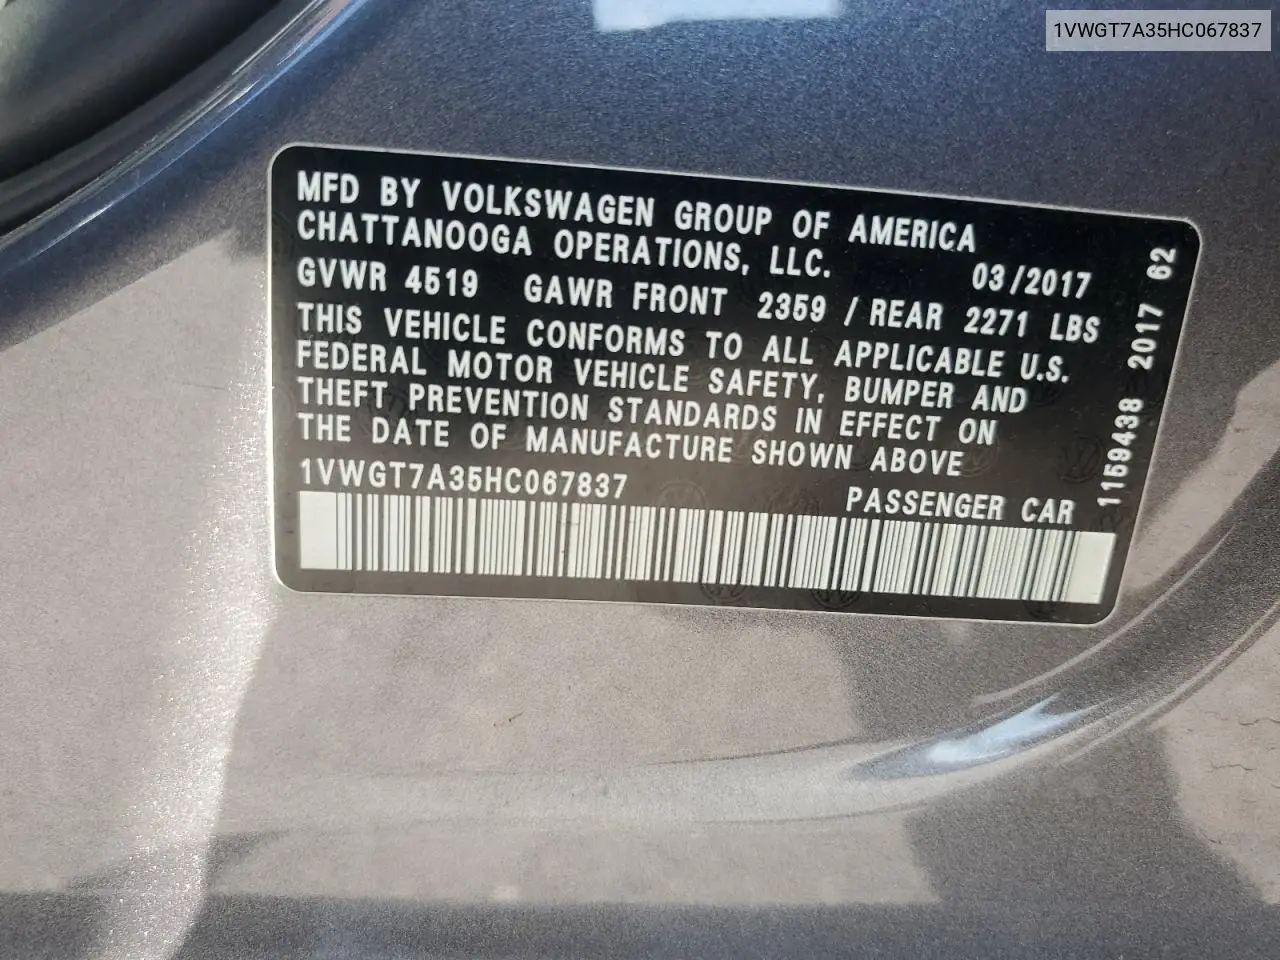 1VWGT7A35HC067837
MFD BY VOLKSWAGEN GROUP OF AMERICA
CHATTANOOGA OPERATIONS, LLC.
03/2017
GVWR 4519 GAWR FRONT 2359 / REAR 2271 LBS
THIS VEHICLE CONFORMS TO ALL APPLICABLE U.S.
FEDERAL MOTOR VEHICLE SAFETY, BUMPER AND
THEFT PREVENTION STANDARDS IN EFFECT ON
THE DATE OF MANUFACTURE SHOWN ABOVE
1VWGT7A35HC067837
PASSENGER CAR
1159438 2017 62